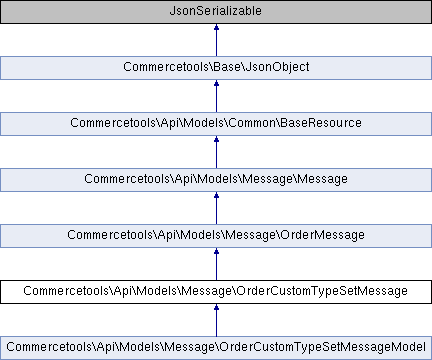 JsonSerializable
Commercetools\Base\JsonObject
Commercetools\Api\Models\Common\BaseResource
Commercetools\Api\Models\Message\Message
Commercetools\Api\Models\Message\OrderMessage
Commercetools\Api\Models\Message\OrderCustomTypeSetMessage
Commercetools\Api\Models\Message\OrderCustomTypeSetMessageModel